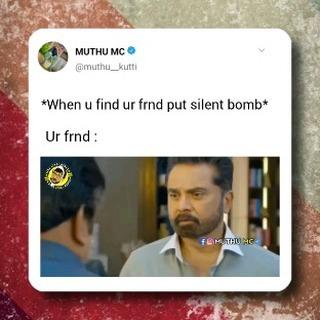 MUTHU MC
@muthu__kutti
*When u find ur frnd put silent bomb*
Ur frnd :
MUTHU MC